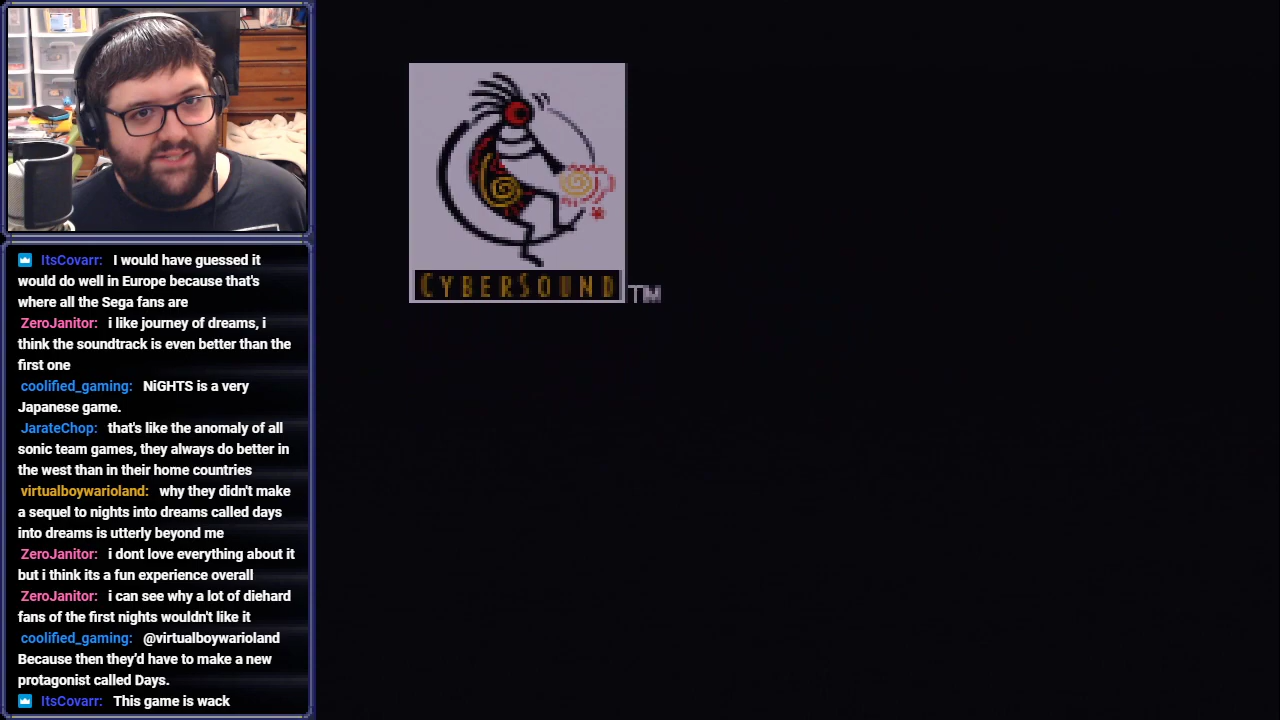 CYBERSOUND TM
ItsCovarr: I would have guessed it
would do well in Europe because that's
where all the Sega fans are
ZeroJanitor: i like journey of dreams, i
think the soundtrack is even better than the
first one
coolified_gaming: NiGHTS is a very
Japanese game.
JarateChop: that's like the anomaly of all
sonic team games, they always do better in
the west than in their home countries
virtualboywarioland: why they didn't make
a sequel to nights into dreams called days
into dreams is utterly beyond me
ZeroJanitor: i dont love everything about it
but i think its a fun experience overall
ZeroJanitor: i can see why a lot of diehard
fans of the first nights wouldn't like it
coolified_gaming: @virtualboywarioland
Because then they'd have to make a new
protagonist called Days.
ItsCovarr: This game is wack